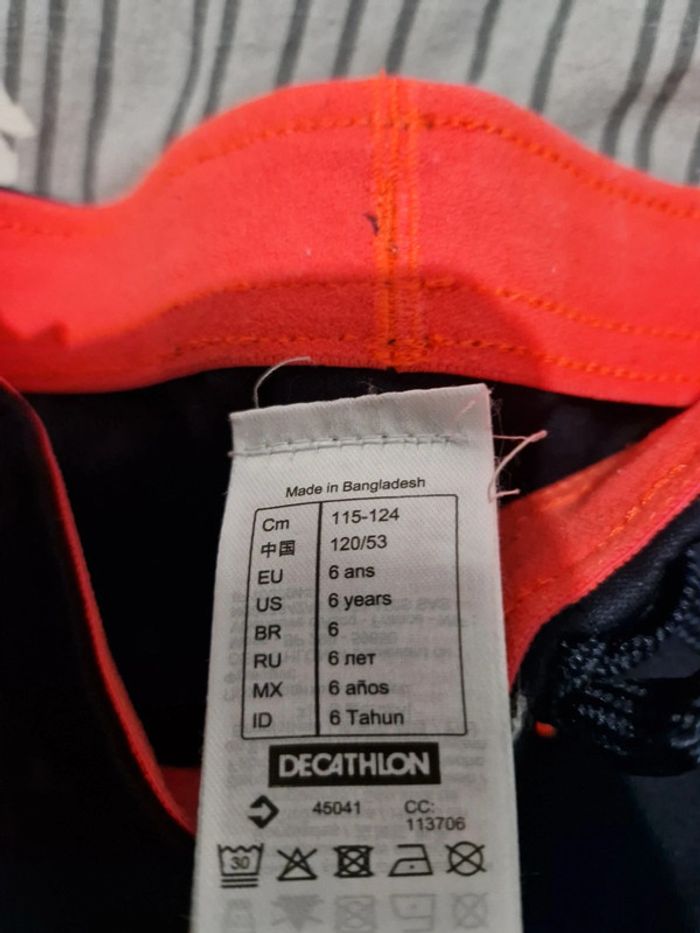 Made in Bangladesh
Cm 115-124
中国 120/53
EU 6 ans
US 6 years
BR 6
RU 6 лет
MX 6 años
ID 6 Tahun
DECATHLON
45041 CC:
113706
30